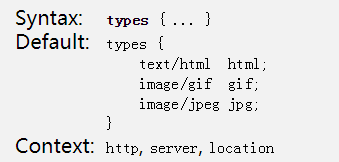 Syntax: types { ... }
Default: types {
    text/html  html;
    image/gif  gif;
    image/jpeg jpg;
}
Context: http, server, location